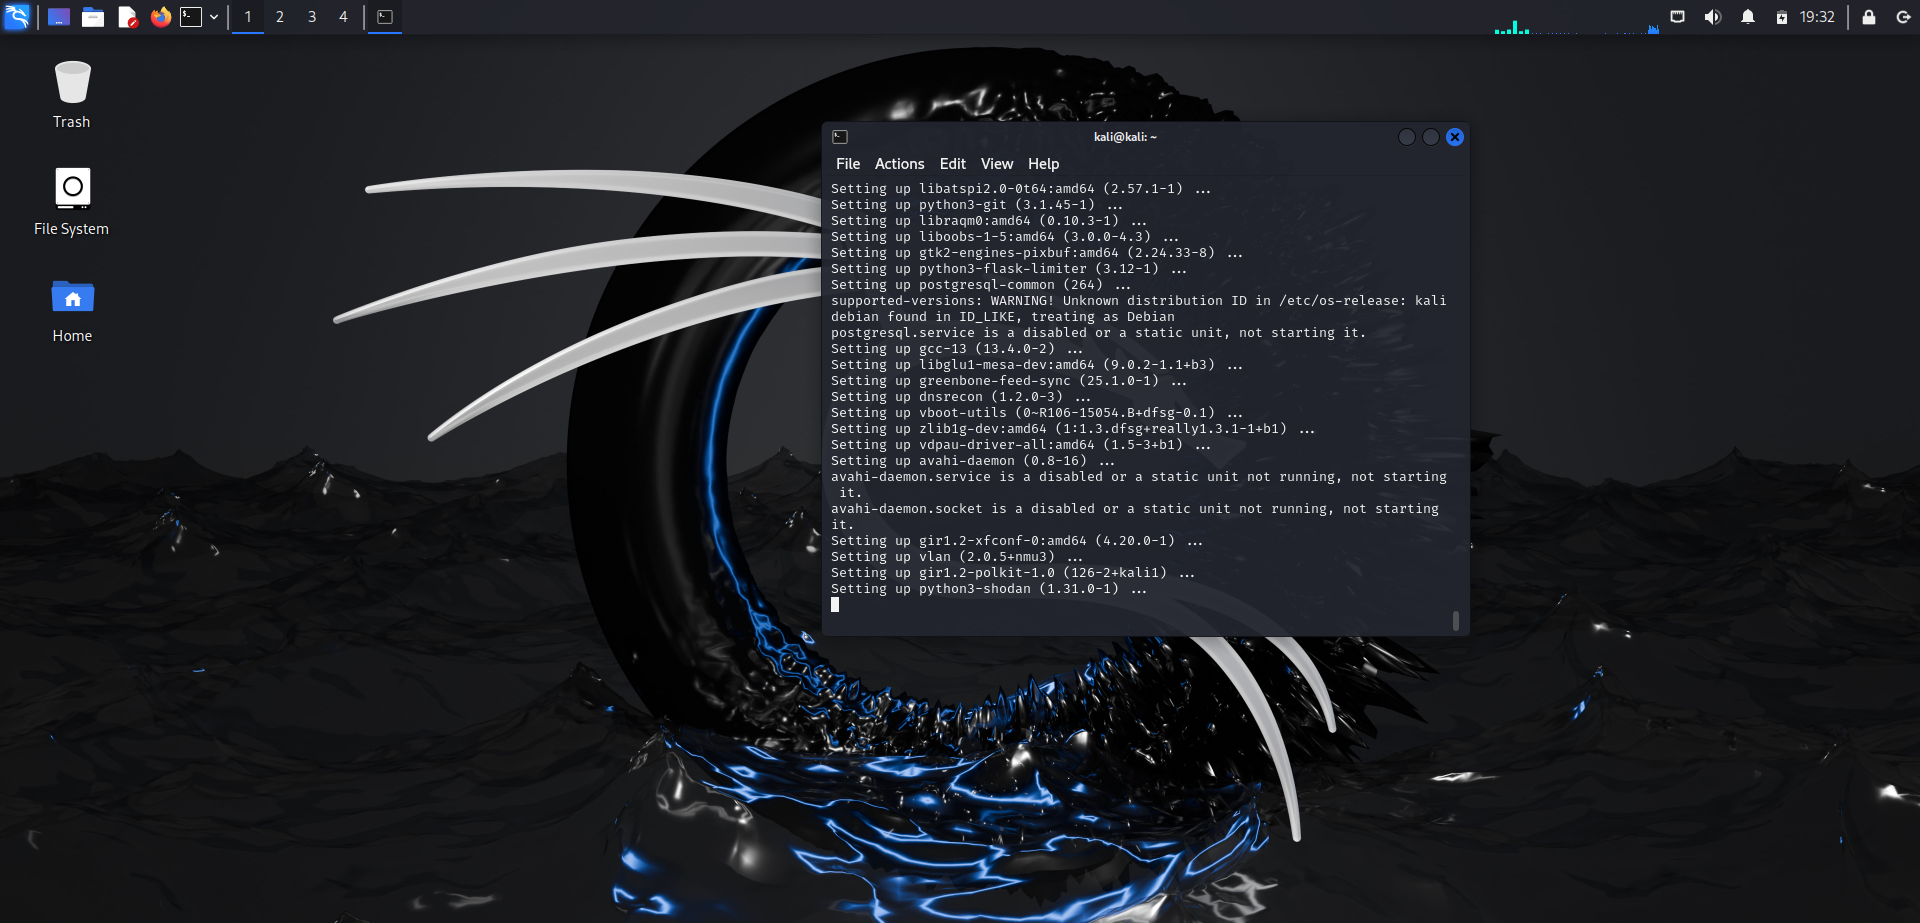 1 2 3 4
19:32
Trash
File System
Home
kali@kali: ~
File Actions Edit View Help
Setting up libatspi2.0-0t64:amd64 (2.57.1-1) ...
Setting up python3-git (3.1.45-1) ...
Setting up libraqm0:amd64 (0.10.3-1) ...
Setting up liboobs-1-5:amd64 (3.0.0-4.3) ...
Setting up gtk2-engines-pixbuf:amd64 (2.24.33-8) ...
Setting up python3-flask-limiter (3.12-1) ...
Setting up postgresql-common (264) ...
supported-versions: WARNING! Unknown distribution ID in /etc/os-release: kali
debian found in ID_LIKE, treating as Debian
postgresql.service is a disabled or a static unit, not starting it.
Setting up gcc-13 (13.4.0-2) ...
Setting up libglu1-mesa-dev:amd64 (9.0.2-1.1+b3) ...
Setting up greenbone-feed-sync (25.1.0-1) ...
Setting up dnsrecon (1.2.0-3) ...
Setting up vboot-utils (0~R106-15054.B+dfsg-0.1) ...
Setting up zlib1g-dev:amd64 (1:1.3.dfsg+really1.3.1-1+b1) ...
Setting up vdpau-driver-all:amd64 (1.5-3+b1) ...
Setting up avahi-daemon (0.8-16) ...
avahi-daemon.service is a disabled or a static unit not running, not starting
it.
avahi-daemon.socket is a disabled or a static unit not running, not starting
it.
Setting up gir1.2-xfconf-0:amd64 (4.20.0-1) ...
Setting up vlan (2.0.5+nmu3) ...
Setting up gir1.2-polkit-1.0 (126-2+kali1) ...
Setting up python3-shodan (1.31.0-1) ...